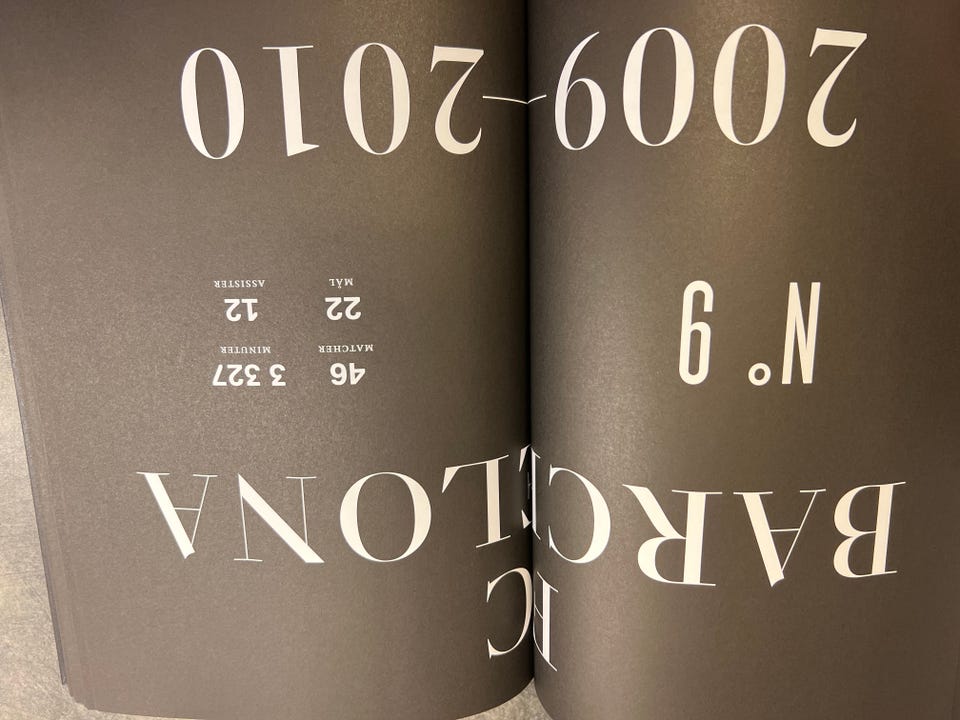 FC
BARCELONA
N° 9
46 3 327
MATCHER MINUTER
22 12
MÅL ASSISTER
2009–2010